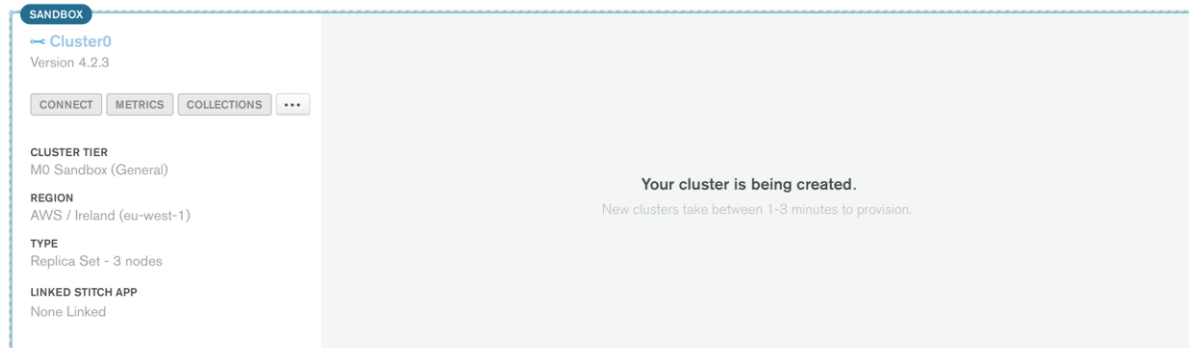 SANDBOX
Cluster0
Version 4.2.3
CONNECT METRICS COLLECTIONS ...
CLUSTER TIER
M0 Sandbox (General)
REGION
AWS / Ireland (eu-west-1)
TYPE
Replica Set - 3 nodes
LINKED STITCH APP
None Linked
Your cluster is being created.
New clusters take between 1-3 minutes to provision.